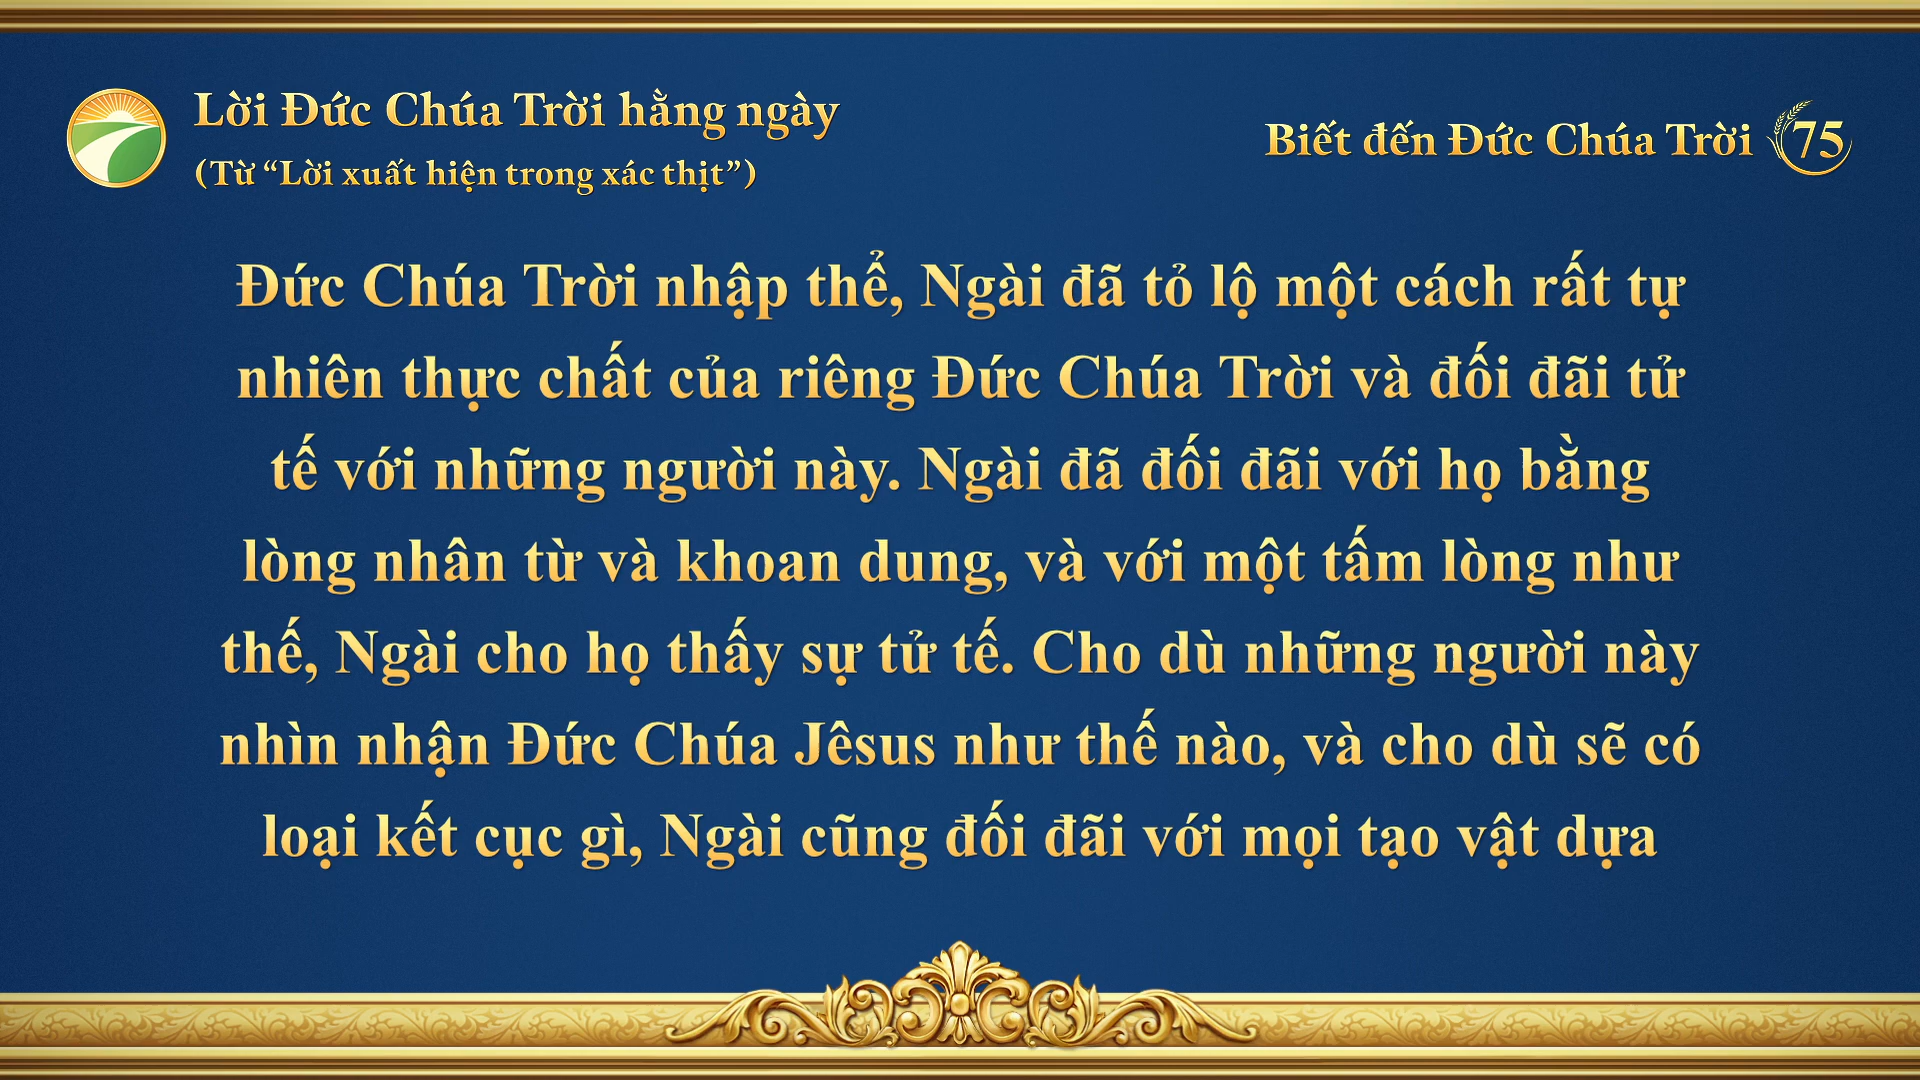 Lời Đức Chúa Trời hằng ngày
(Từ “Lời xuất hiện trong xác thịt”)
Biết đến Đức Chúa Trời 75
Đức Chúa Trời nhập thể, Ngài đã tỏ lộ một cách rất tự
nhiên thực chất của riêng Đức Chúa Trời và đối đãi tử
tế với những người này. Ngài đã đối đãi với họ bằng
lòng nhân từ và khoan dung, và với một tấm lòng như
thế, Ngài cho họ thấy sự tử tế. Cho dù những người này
nhìn nhận Đức Chúa Jêsus như thế nào, và cho dù sẽ có
loại kết cục gì, Ngài cũng đối đãi với mọi tạo vật dựa